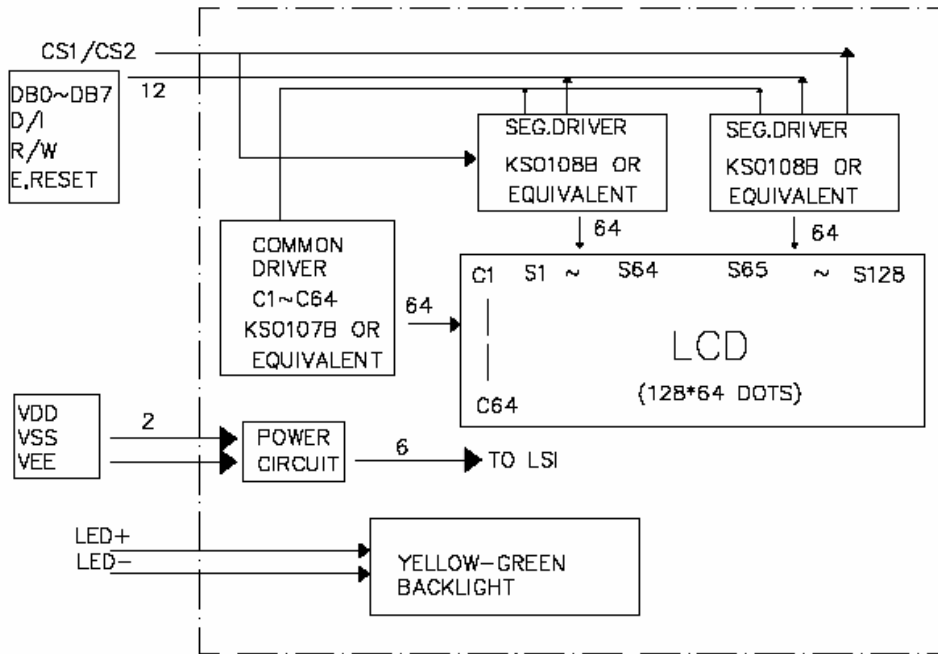 CS1/CS2
DB0~DB7
D/I
R/W
E.RESET
12
SEG.DRIVER
KS0108B OR
EQUIVALENT
SEG.DRIVER
KS0108B OR
EQUIVALENT
64
64
COMMON
DRIVER
C1~C64
KS0107B OR
EQUIVALENT
64
C1 S1 ~ S64 S65 ~ S128
LCD
(128*64 DOTS)
C64
VDD
VSS
VEE
2
POWER
CIRCUIT
6
TO LSI
LED+
LED-
YELLOW-GREEN
BACKLIGHT